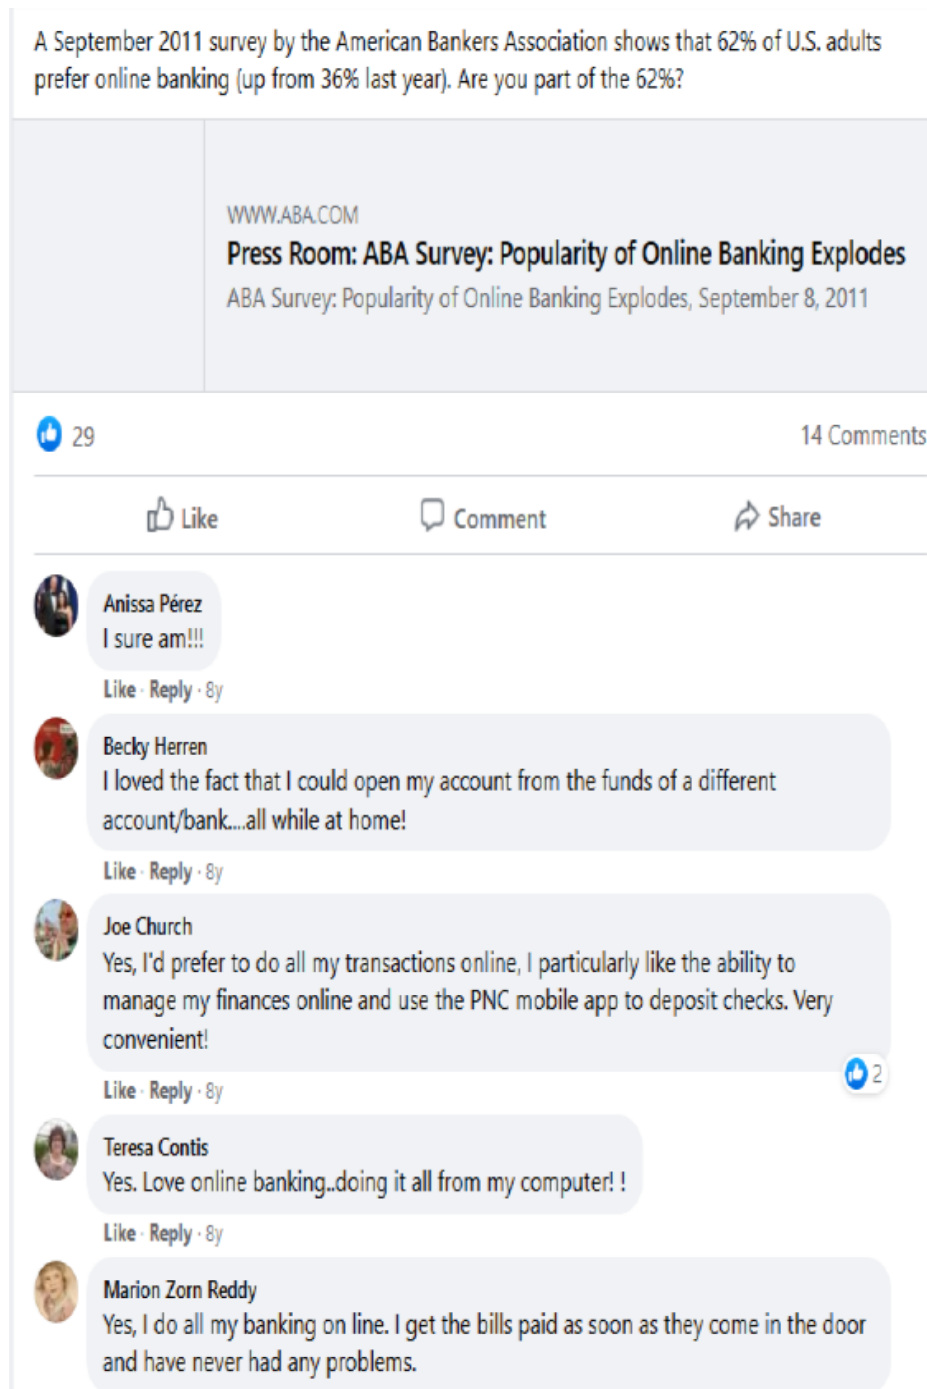 A September 2011 survey by the American Bankers Association shows that 62% of U.S. adults
prefer online banking (up from 36% last year). Are you part of the 62%?
WWW.ABA.COM
Press Room: ABA Survey: Popularity of Online Banking Explodes
ABA Survey: Popularity of Online Banking Explodes, September 8, 2011
29
14 Comments
Like
Comment
Share
Anissa Pérez
I sure am!!!
Like · Reply · 8y
Becky Herren
I loved the fact that I could open my account from the funds of a different
account/bank....all while at home!
Like · Reply · 8y
Joe Church
Yes, I'd prefer to do all my transactions online, I particularly like the ability to
manage my finances online and use the PNC mobile app to deposit checks. Very
convenient!
2
Like · Reply · 8y
Teresa Contis
Yes. Love online banking..doing it all from my computer! !
Like · Reply · 8y
Marion Zorn Reddy
Yes, I do all my banking on line. I get the bills paid as soon as they come in the door
and have never had any problems.